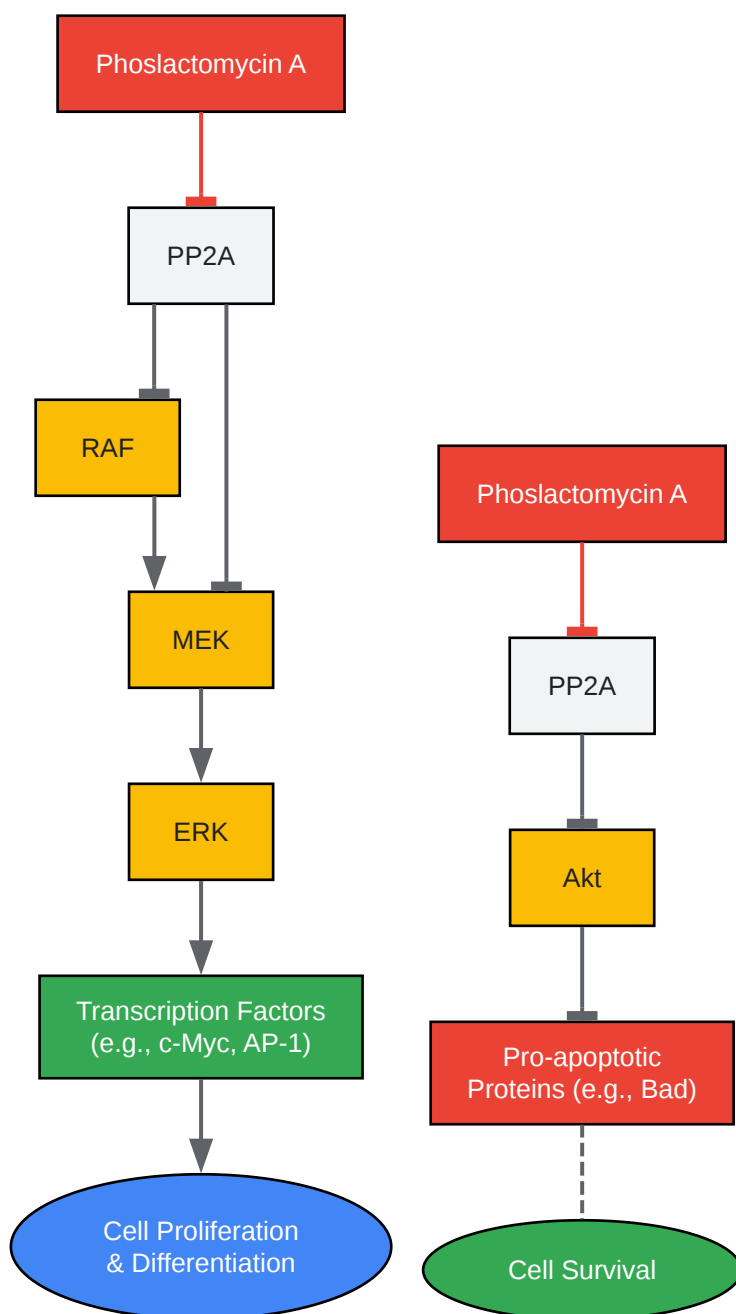 Phoslactomycin A
PP2A
RAF
MEK
ERK
Transcription Factors
(e.g., c-Myc, AP-1)
Cell Proliferation
& Differentiation
Phoslactomycin A
PP2A
Akt
Pro-apoptotic
Proteins (e.g., Bad)
Cell Survival